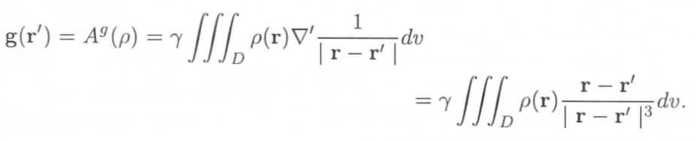 g(r′) = A^g(ρ) = γ ∭_D ρ(r)∇′ 1/| r − r′ | dv
= γ ∭_D ρ(r) (r − r′)/| r − r′ |³ dv.